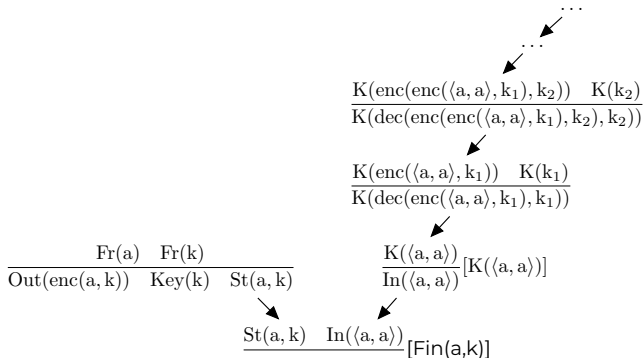 ...
...
K(enc(enc(⟨a, a⟩, k₁), k₂)) K(k₂)
K(dec(enc(enc(⟨a, a⟩, k₁), k₂), k₂))
K(enc(⟨a, a⟩, k₁)) K(k₁)
K(dec(enc(⟨a, a⟩, k₁), k₁))
Fr(a) Fr(k)
Out(enc(a, k)) Key(k) St(a, k)
K(⟨a, a⟩)
In(⟨a, a⟩)
[K(⟨a, a⟩)]
St(a, k) In(⟨a, a⟩)
[Fin(a,k)]